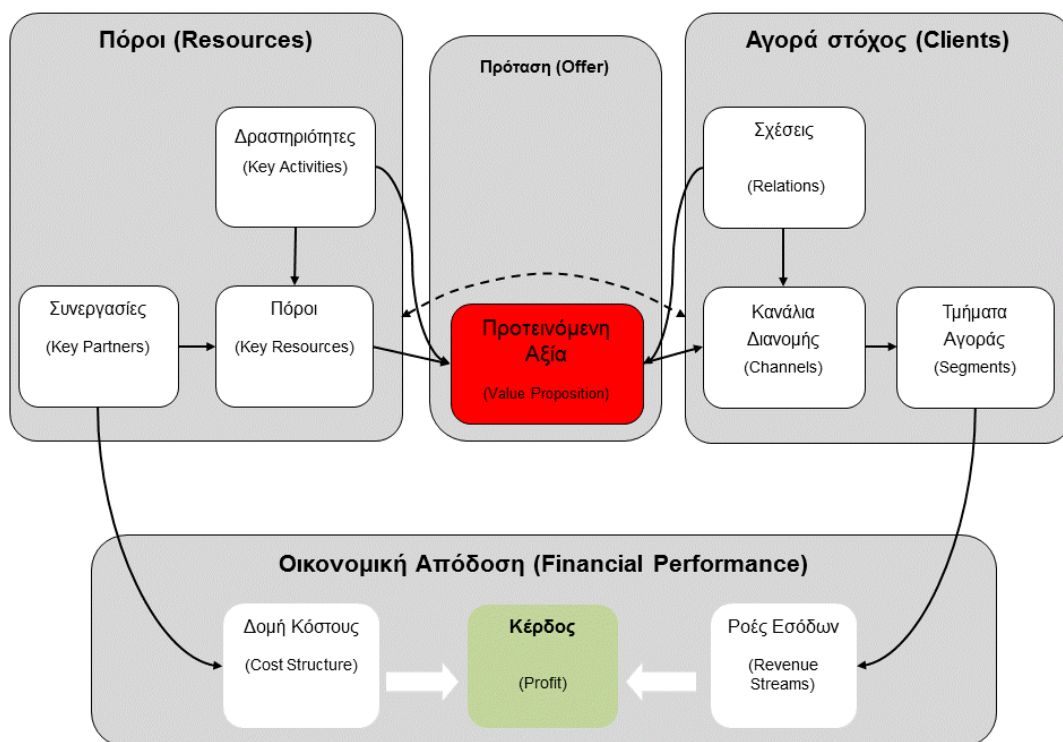 Πόροι (Resources)
Πρόταση (Offer)
Αγορά στόχος (Clients)
Δραστηριότητες
(Key Activities)
Σχέσεις
(Relations)
Συνεργασίες
(Key Partners)
Πόροι
(Key Resources)
Προτεινόμενη
Αξία
(Value Proposition)
Κανάλια
Διανομής
(Channels)
Τμήματα
Αγοράς
(Segments)
Οικονομική Απόδοση (Financial Performance)
Δομή Κόστους
(Cost Structure)
Κέρδος
(Profit)
Ροές Εσόδων
(Revenue
Streams)